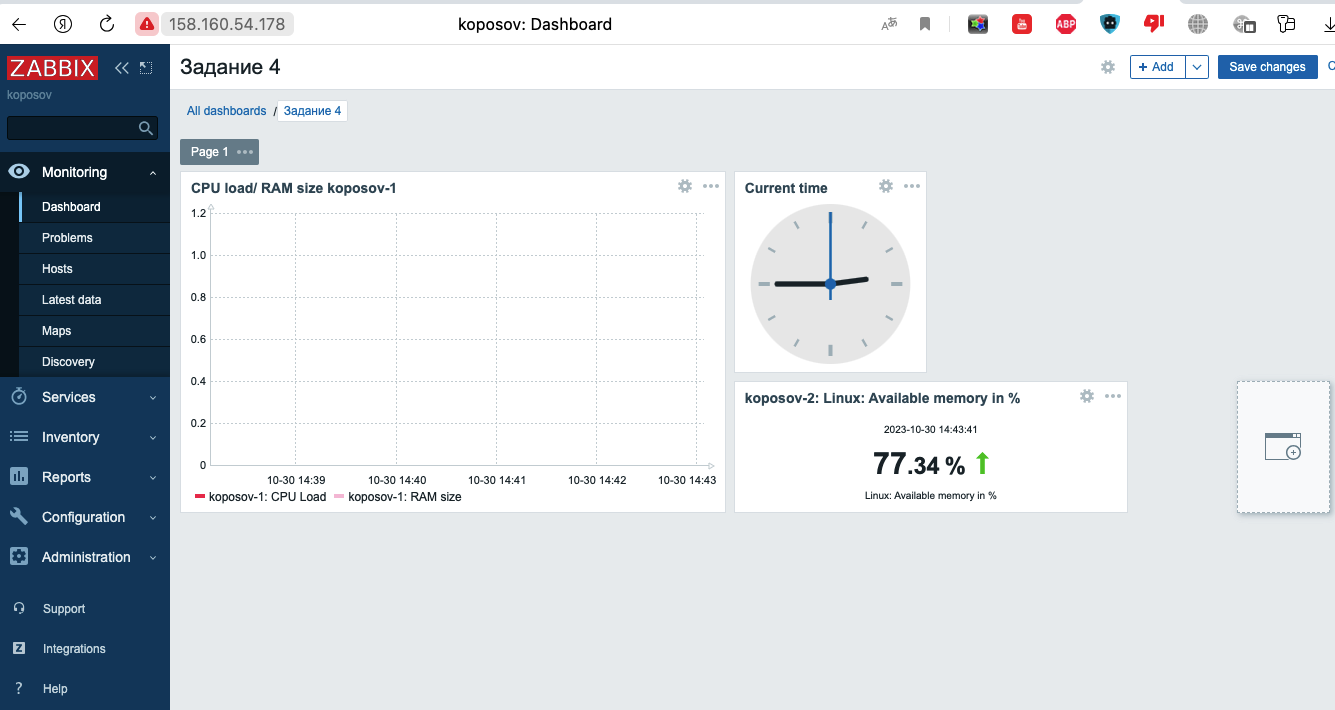 158.160.54.178
koposov: Dashboard
ABP
ZABBIX
koposov
Monitoring
Dashboard
Problems
Hosts
Latest data
Maps
Discovery
Services
Inventory
Reports
Configuration
Administration
Support
Z Integrations
? Help
Задание 4
+ Add
Save changes
All dashboards / Задание 4
Page 1
CPU load/ RAM size koposov-1
1.2
1.0
0.8
0.6
0.4
0.2
0
10-30 14:39 10-30 14:40 10-30 14:41 10-30 14:42 10-30 14:43
koposov-1: CPU Load koposov-1: RAM size
Current time
koposov-2: Linux: Available memory in %
2023-10-30 14:43:41
77.34 %
Linux: Available memory in %